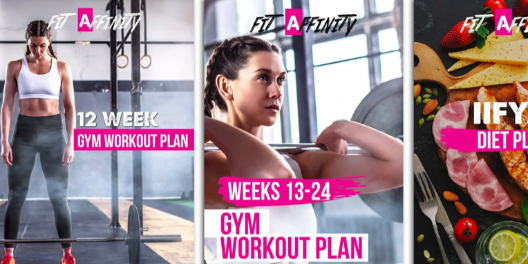 FIT AFFINITY
12 WEEK
GYM WORKOUT PLAN
FIT AFFINITY
WEEKS 13-24
GYM
WORKOUT PLAN
FIT AFFINITY
IIFY
DIET PL